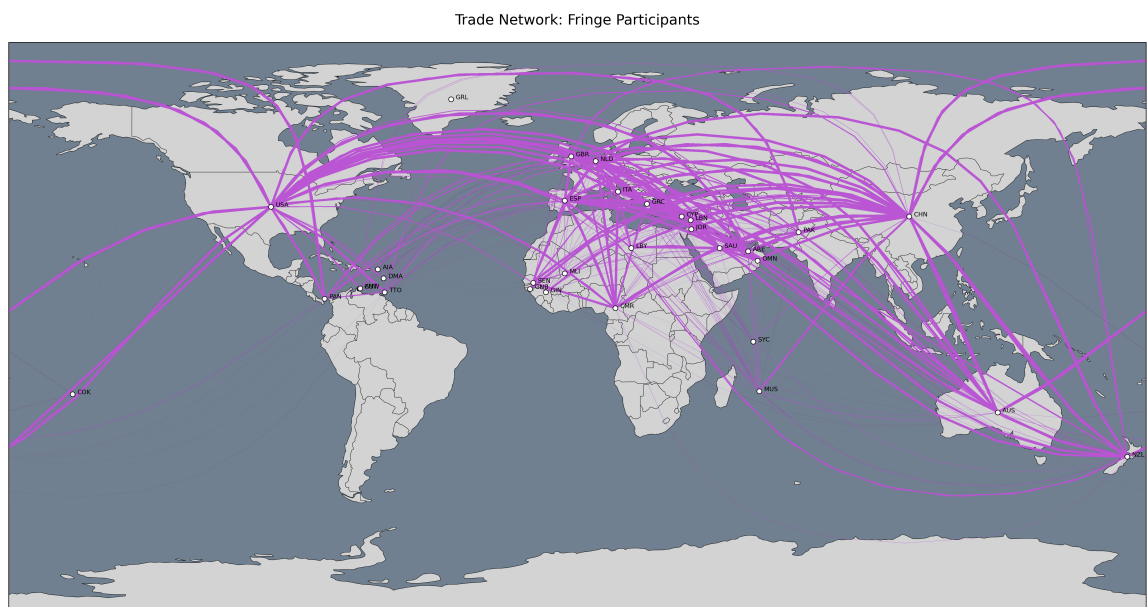 Trade Network: Fringe Participants
GRL
GBR
NLD
ITA
ESP
GRC
USA
CHN
LBN
JOR
PAK
LBY
SAU
ARE
OMN
AIA
MLI
DMA
SEN
GIN
TTO
PAN
CMR
SYC
MUS
COK
AUS
NZL